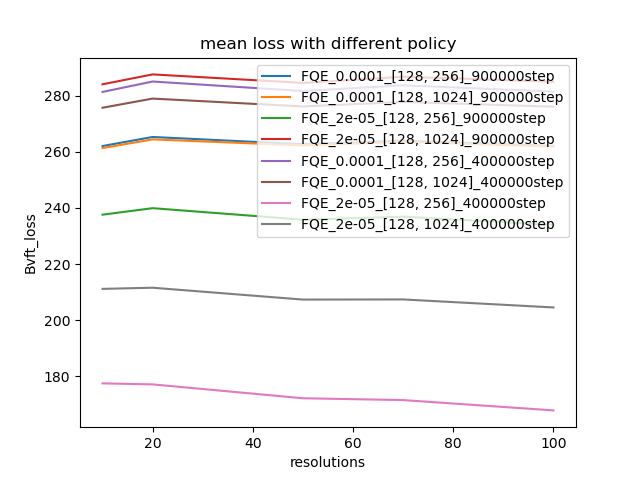 mean loss with different policy
FQE_0.0001_[128, 256]_900000step
FQE_0.0001_[128, 1024]_900000step
FQE_2e-05_[128, 256]_900000step
FQE_2e-05_[128, 1024]_900000step
FQE_0.0001_[128, 256]_400000step
FQE_0.0001_[128, 1024]_400000step
FQE_2e-05_[128, 256]_400000step
FQE_2e-05_[128, 1024]_400000step
Bvft_loss
280
260
240
220
200
180
20 40 60 80 100
resolutions